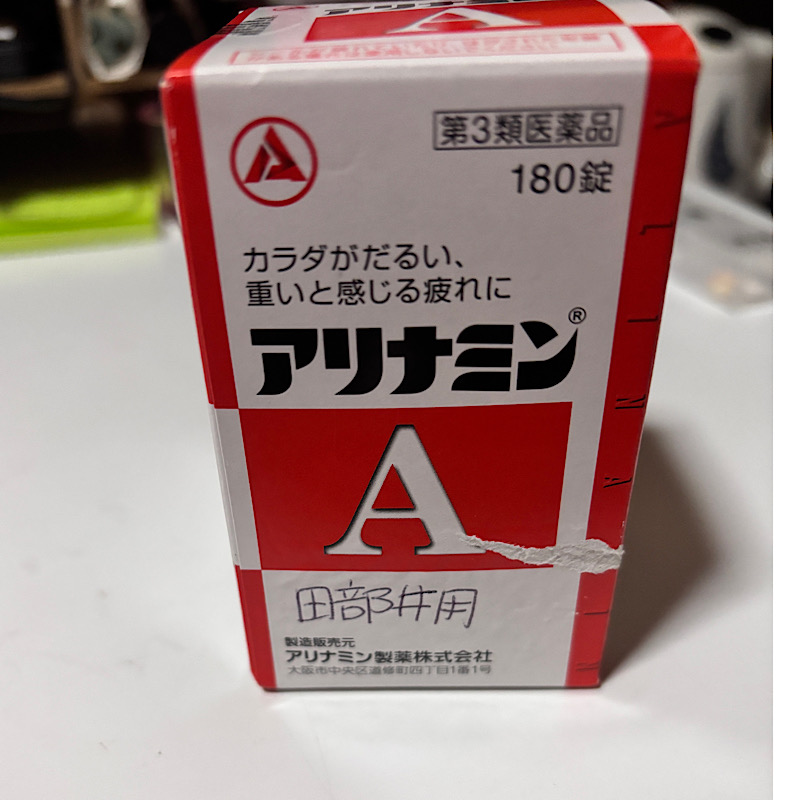 第3類医薬品
180錠
カラダがだるい、
重いと感じる疲れに
アリナミン®
A
田部井用
製造販売元
アリナミン製薬株式会社
大阪市中央区道修町四丁目1番1号